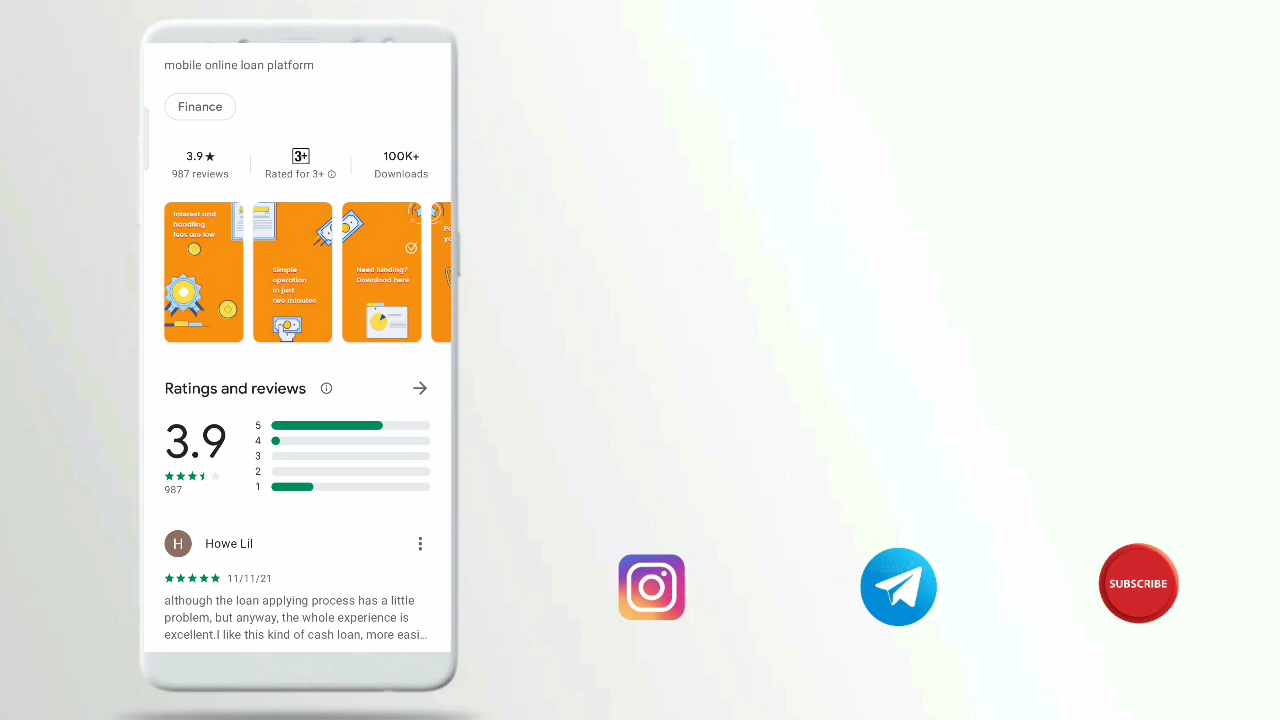 mobile online loan platform
Finance
3.9★
987 reviews
3+
Rated for 3+
100K+
Downloads
Interest and
handling
fees are low
Simple
operation
in just
two minutes
Need funding?
Download here
Ratings and reviews
3.9
987
5
4
3
2
1
H
Howe Lil
11/11/21
although the loan applying process has a little
problem, but anyway, the whole experience is
excellent.I like this kind of cash loan, more easi...
SUBSCRIBE